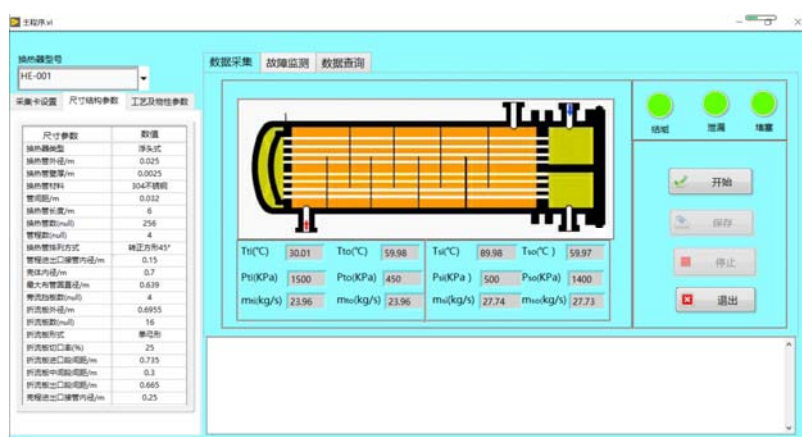 主程序.vi
换热器型号
HE-001
采集卡设置 尺寸结构参数 工艺及物性参数
尺寸参数 数值
换热器类型 浮头式
换热管外径/m 0.025
换热管壁厚/m 0.0025
换热管材料 304不锈钢
管间距/m 0.032
换热管长度/m 6
换热管数(null) 256
管程数(null) 4
换热管排列方式 转正方形45°
管程进出口接管内径/m 0.15
壳体内径/m 0.7
最大布管圆直径/m 0.639
旁流挡板数(null) 4
折流板外径/m 0.6955
折流板数(null) 16
折流板形式 单弓形
折流板切口率(%) 25
折流板进口段间距/m 0.735
折流板中间段间距/m 0.3
折流板出口段间距/m 0.665
壳程进出口接管内径/m 0.25
数据采集 故障监测 数据查询
Tti(℃) 30.01 Tto(℃) 59.98 Tsi(℃) 89.98 Tso(℃) 59.97
Pti(KPa) 1500 Pto(KPa) 450 Psi(KPa) 500 Pso(KPa) 1400
mti(kg/s) 23.96 mto(kg/s) 23.96 msi(kg/s) 27.74 mso(kg/s) 27.73
结垢 泄漏 堵塞
开始
保存
停止
退出